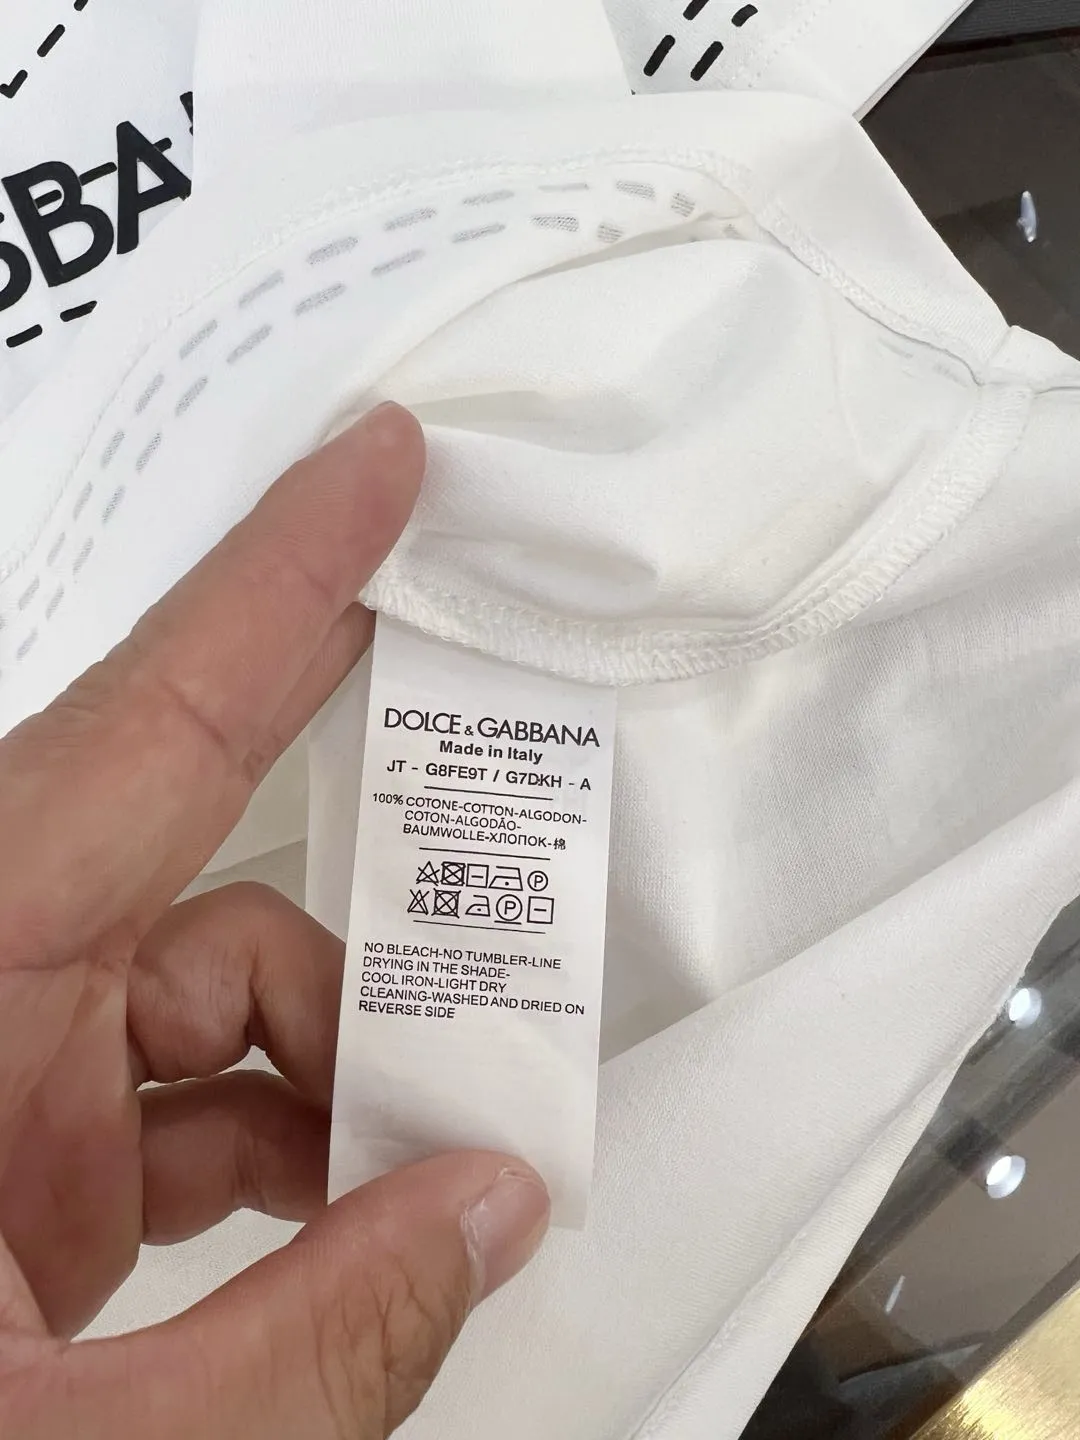 BBA
DOLCE & GABBANA
Made in Italy
JT - G8FE9T / G7DKH - A
100% COTONE-COTTON-ALGODON-
COTON-ALGODÃO-
BAUMWOLLE-ХЛОПОК-棉
P
P
NO BLEACH-NO TUMBLER-LINE
DRYING IN THE SHADE-
COOL IRON-LIGHT DRY
CLEANING-WASHED AND DRIED ON
REVERSE SIDE